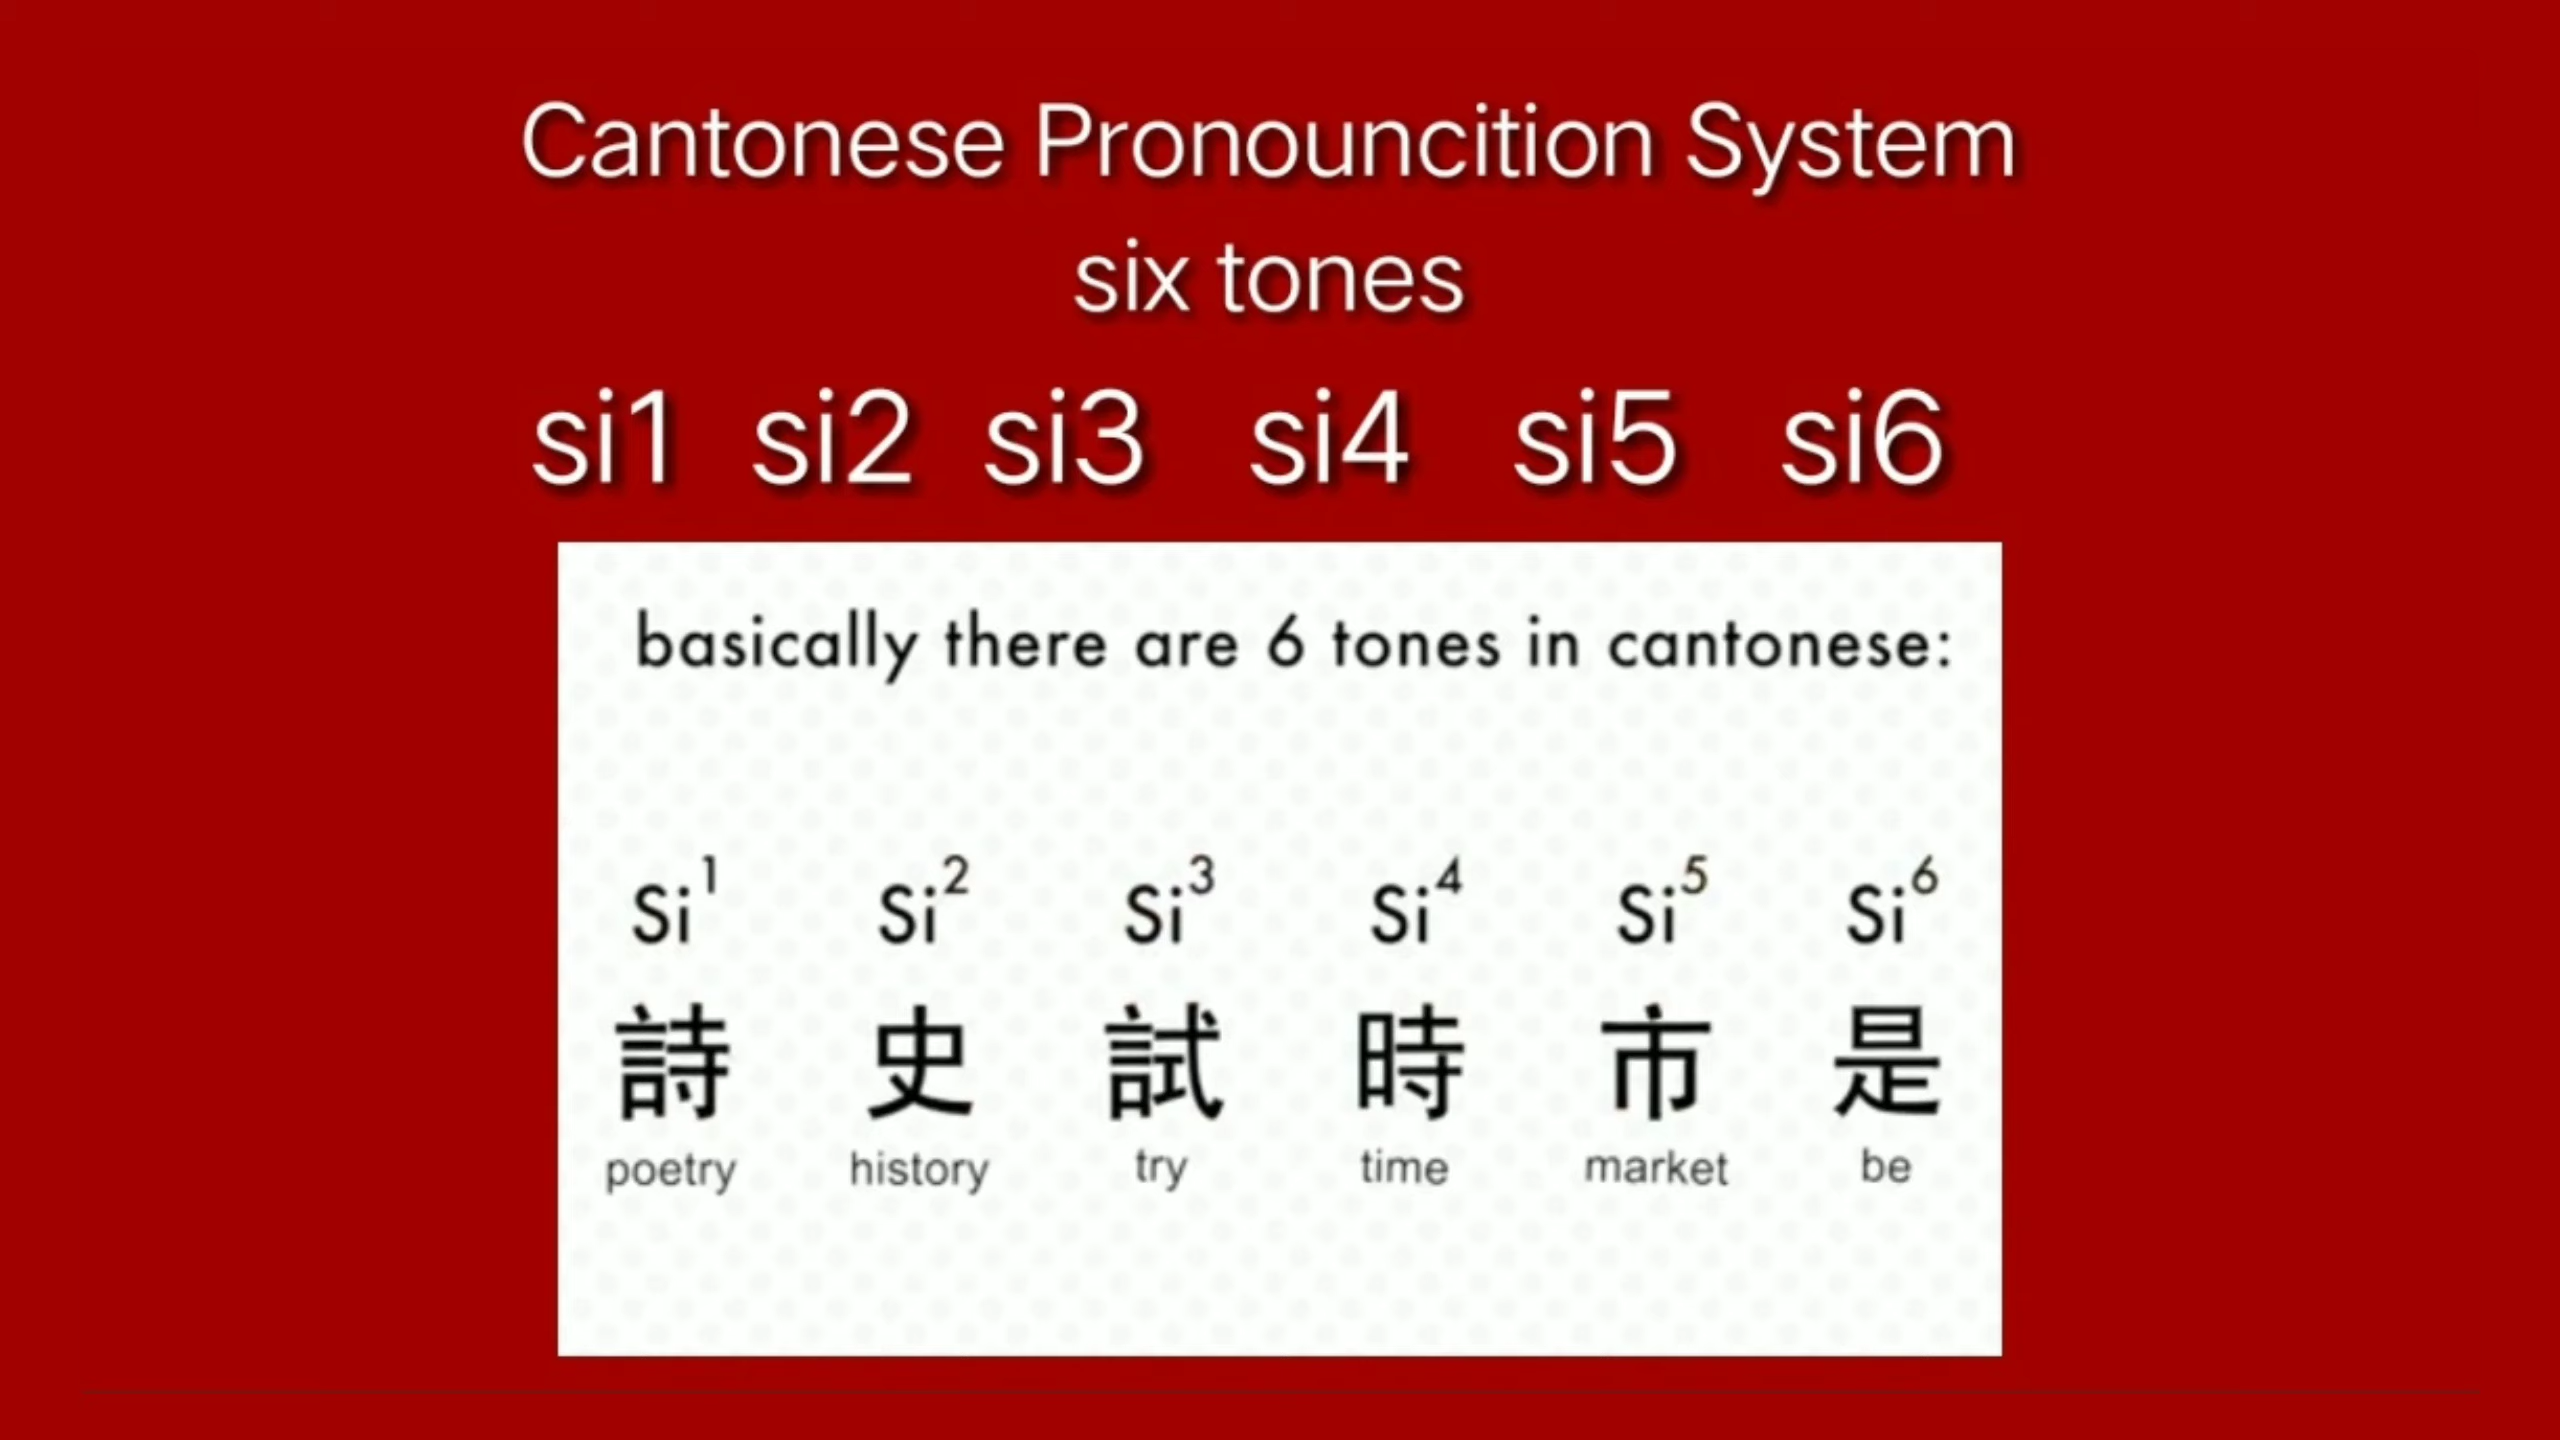 Cantonese Pronouncition System
six tones
si1 si2 si3 si4 si5 si6
basically there are 6 tones in cantonese:
Si¹ Si² Si³ Si⁴ Si⁵ Si⁶
詩 史 試 時 市 是
poetry history try time market be